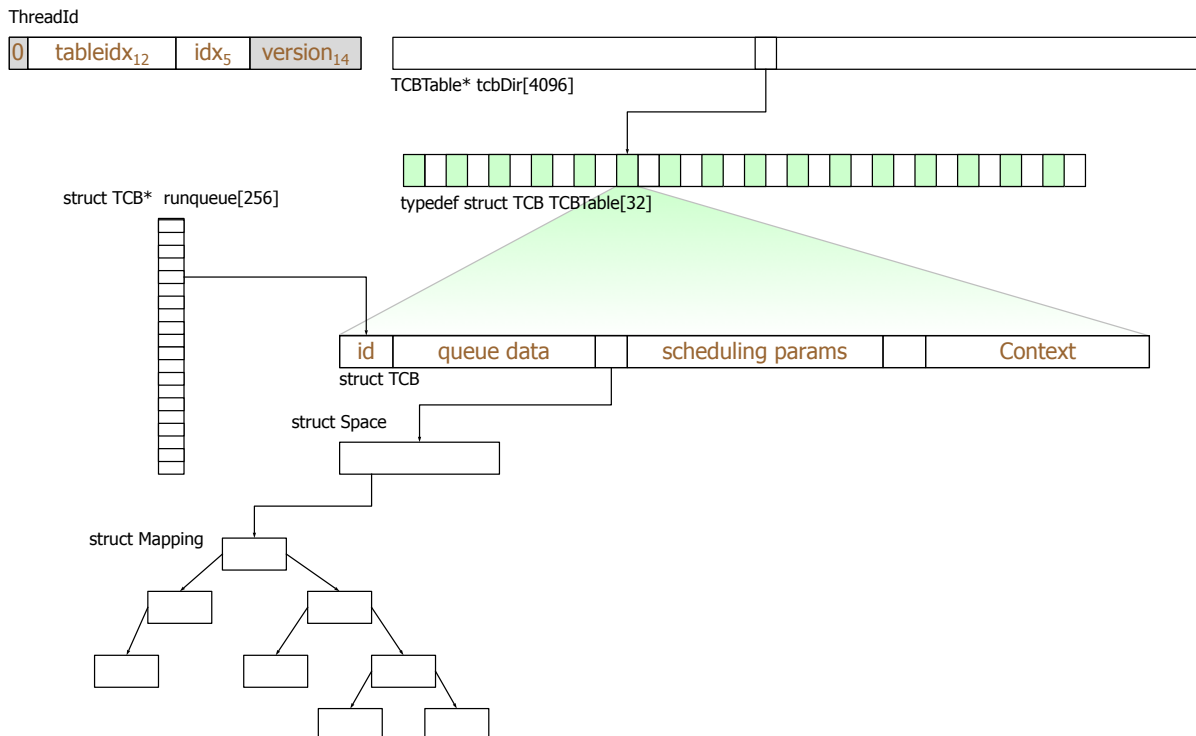 ThreadId
0 tableidx12 idx5 version14
TCBTable* tcbDir[4096]
struct TCB* runqueue[256]
typedef struct TCB TCBTable[32]
id queue data scheduling params Context
struct TCB
struct Space
struct Mapping